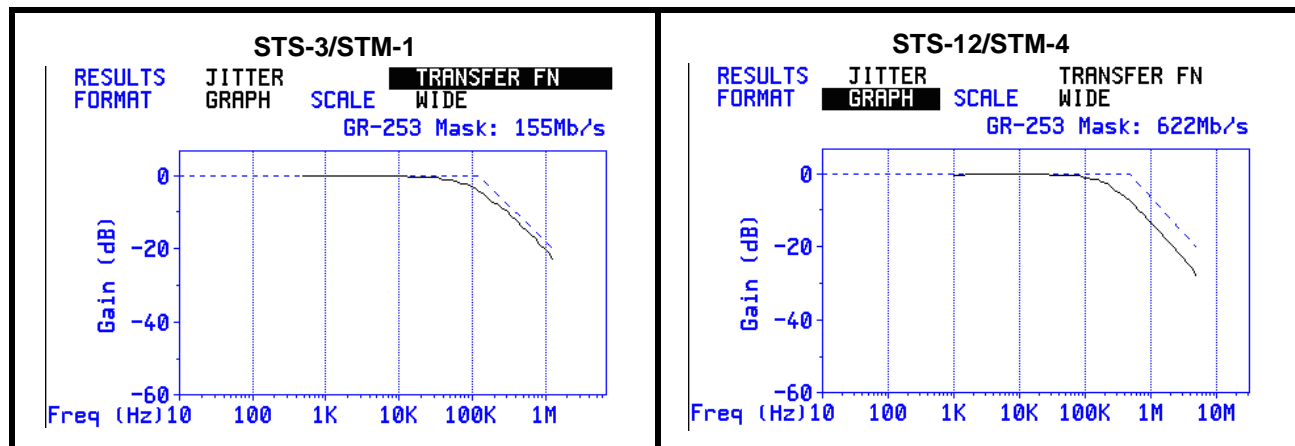 STS-3/STM-1
RESULTS JITTER TRANSFER FN
FORMAT GRAPH SCALE WIDE
GR-253 Mask: 155Mb/s
0
-20
-40
-60
Gain (dB)
Freq (Hz) 10 100 1K 10K 100K 1M
STS-12/STM-4
RESULTS JITTER TRANSFER FN
FORMAT GRAPH SCALE WIDE
GR-253 Mask: 622Mb/s
0
-20
-40
-60
Gain (dB)
Freq (Hz) 10 100 1K 10K 100K 1M 10M